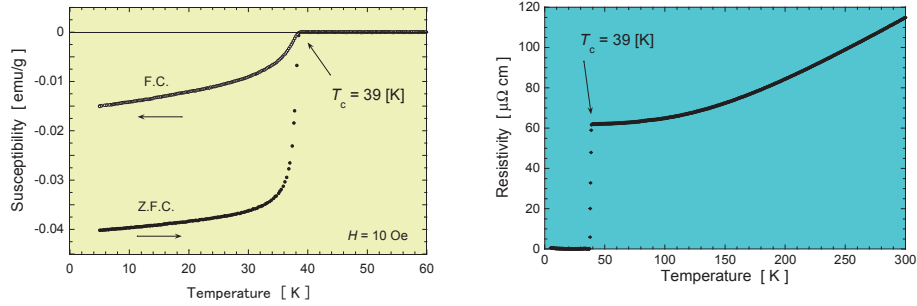 Susceptibility [ emu/g ]
0
-0.01
-0.02
-0.03
-0.04
F.C.
T_c = 39 [K]
Z.F.C.
H = 10 Oe
0 10 20 30 40 50 60
Temperature [ K ]
Resistivity [ μΩ cm ]
120
100
80
60
40
20
0
T_c = 39 [K]
0 50 100 150 200 250 300
Temperature [ K ]